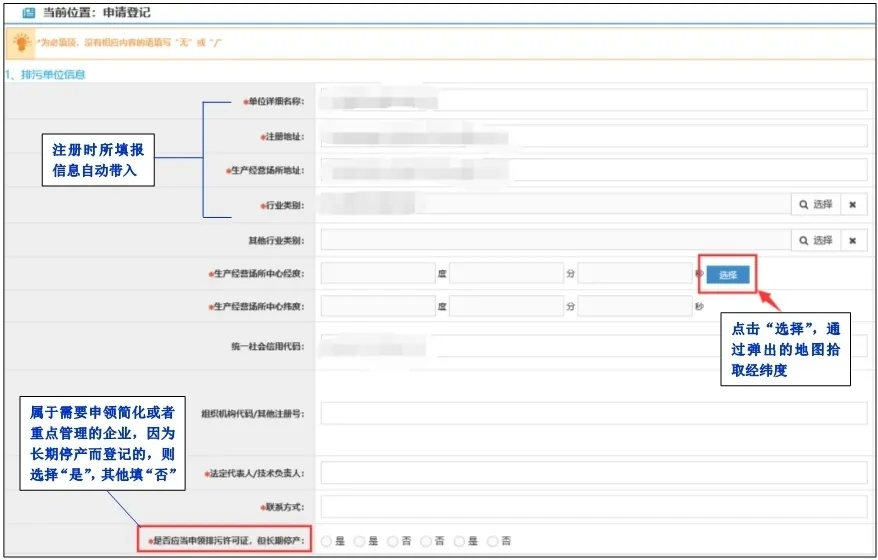 当前位置：申请登记
*为必填项，没有相应内容的请填写“无”或“/”
1、排污单位信息
*单位详细名称：
*注册地址：
注册时所填报
信息自动带入
*生产经营场所地址：
*行业类别：
选择
其他行业类别：
选择
*生产经营场所中心经度：
度
分
秒
选择
*生产经营场所中心纬度：
度
分
秒
点击“选择”，通
过弹出的地图拾
取经纬度
统一社会信用代码：
属于需要申领简化或者
重点管理的企业，因为
长期停产而登记的，则
选择“是”，其他填“否”
组织机构代码/其他注册号：
*法定代表人/技术负责人：
*联系方式：
*是否应当申领排污许可证，但长期停产：
是 是 否 否 是 否